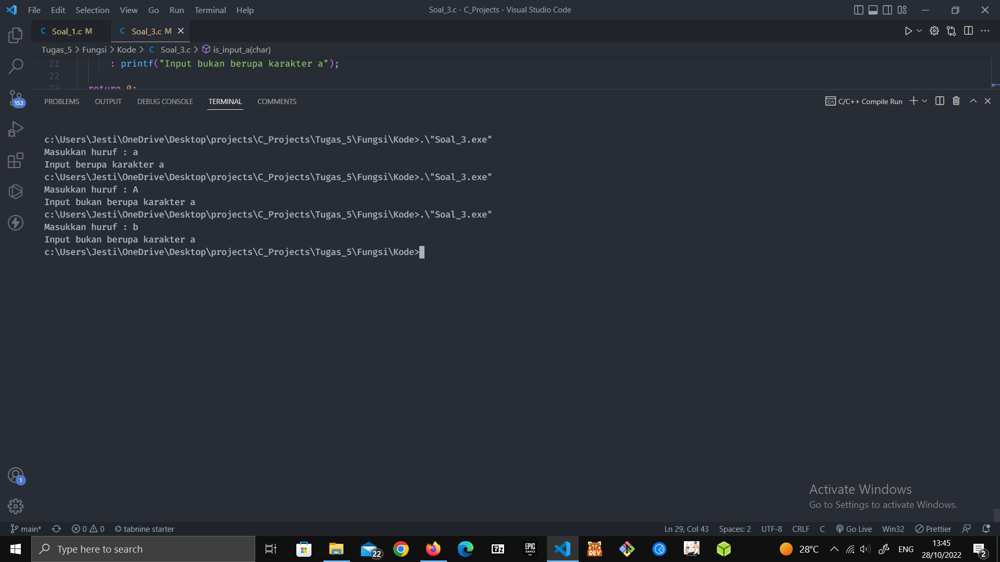 File Edit Selection View Go Run Terminal Help
Soal_3.c - C_Projects - Visual Studio Code
C Soal_1.c M
C Soal_3.c M
Tugas_5 > Fungsi > Kode > C Soal_3.c > is_input_a(char)
21 : printf("Input bukan berupa karakter a");
22
23 return 0;
PROBLEMS OUTPUT DEBUG CONSOLE TERMINAL COMMENTS
C/C++ Compile Run
153
c:\Users\Jesti\OneDrive\Desktop\projects\C_Projects\Tugas_5\Fungsi\Kode>.\"Soal_3.exe"
Masukkan huruf : a
Input berupa karakter a
c:\Users\Jesti\OneDrive\Desktop\projects\C_Projects\Tugas_5\Fungsi\Kode>.\"Soal_3.exe"
Masukkan huruf : A
Input bukan berupa karakter a
c:\Users\Jesti\OneDrive\Desktop\projects\C_Projects\Tugas_5\Fungsi\Kode>.\"Soal_3.exe"
Masukkan huruf : b
Input bukan berupa karakter a
c:\Users\Jesti\OneDrive\Desktop\projects\C_Projects\Tugas_5\Fungsi\Kode>
1
Activate Windows
Go to Settings to activate Windows.
main* 0 0 tabnine starter
Ln 29, Col 43 Spaces: 2 UTF-8 CRLF C Go Live Win32 Prettier
Type here to search
22
7z
EPIC GAMES
DEV
28°C
ENG
13:45
28/10/2022
2